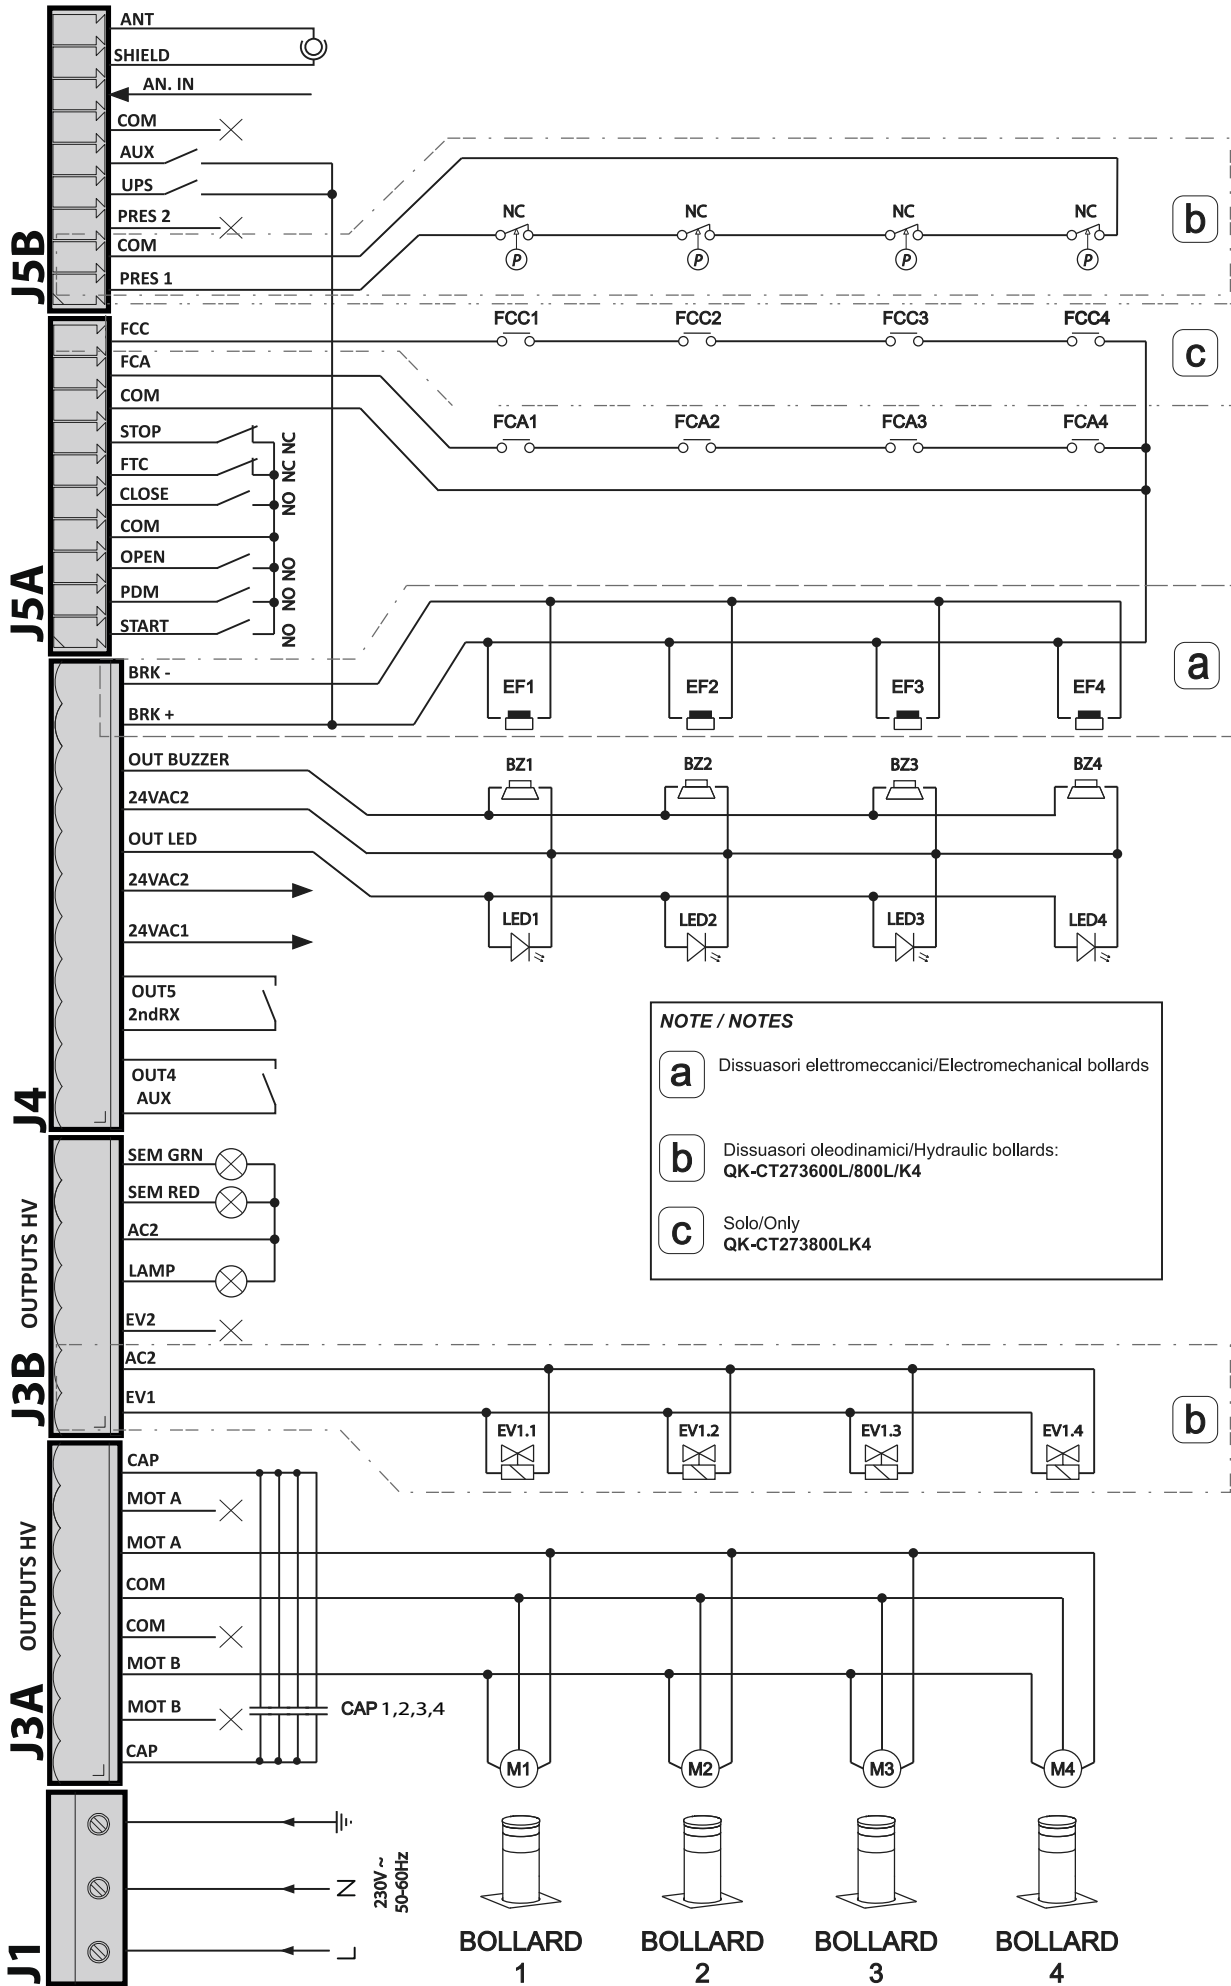 ANT
SHIELD
AN. IN
COM
AUX
UPS
PRES 2
COM
PRES 1
J5B
NC NC NC NC
P P P P
b
FCC
FCA
COM
STOP
FTC
CLOSE
COM
OPEN
PDM
START
J5A
NC
NC
NO
NO
NO
NO
FCC1 FCC2 FCC3 FCC4
c
FCA1 FCA2 FCA3 FCA4
BRK -
BRK +
EF1 EF2 EF3 EF4
a
OUT BUZZER
24VAC2
OUT LED
24VAC2
24VAC1
OUT5
2ndRX
OUT4
AUX
J4
BZ1 BZ2 BZ3 BZ4
LED1 LED2 LED3 LED4
NOTE / NOTES
a Dissuasori elettromeccanici/Electromechanical bollards
b Dissuasori oleodinamici/Hydraulic bollards:
QK-CT273600L/800L/K4
c Solo/Only
QK-CT273800LK4
SEM GRN
SEM RED
AC2
LAMP
EV2
AC2
EV1
J3B OUTPUTS HV
EV1.1 EV1.2 EV1.3 EV1.4
b
CAP
MOT A
MOT A
COM
COM
MOT B
MOT B
CAP
J3A OUTPUTS HV
CAP 1,2,3,4
M1 M2 M3 M4
J1
N
L
230V ~
50-60Hz
BOLLARD
1
BOLLARD
2
BOLLARD
3
BOLLARD
4